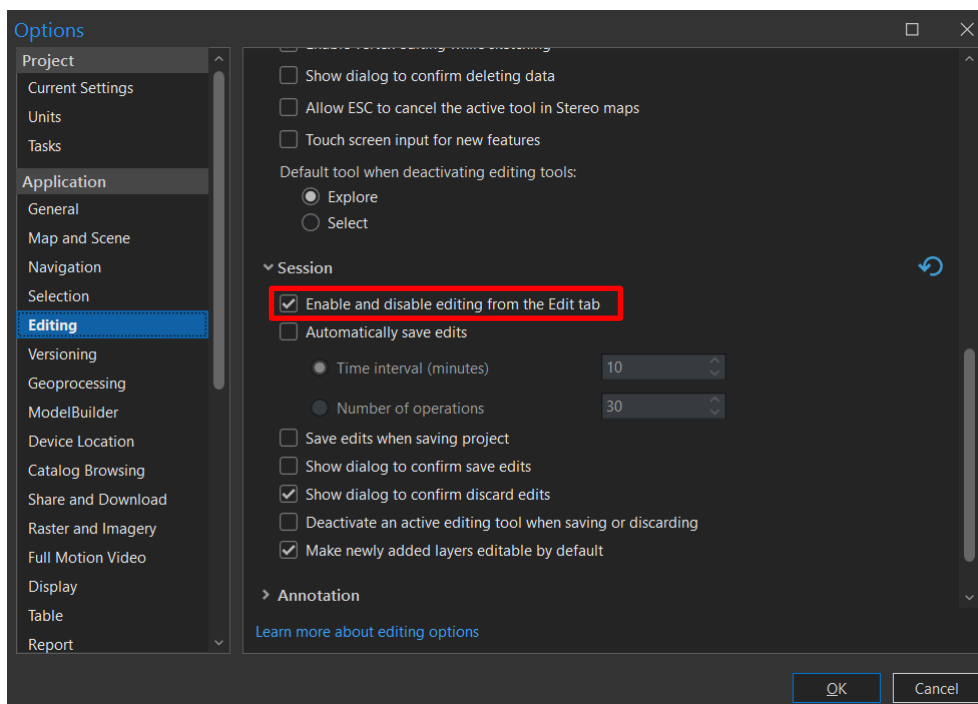 Options
Project
Current Settings
Units
Tasks
Application
General
Map and Scene
Navigation
Selection
Editing
Versioning
Geoprocessing
ModelBuilder
Device Location
Catalog Browsing
Share and Download
Raster and Imagery
Full Motion Video
Display
Table
Report
Enable vertex editing while sketching
Show dialog to confirm deleting data
Allow ESC to cancel the active tool in Stereo maps
Touch screen input for new features
Default tool when deactivating editing tools:
Explore
Select
Session
Enable and disable editing from the Edit tab
Automatically save edits
Time interval (minutes) 10
Number of operations 30
Save edits when saving project
Show dialog to confirm save edits
Show dialog to confirm discard edits
Deactivate an active editing tool when saving or discarding
Make newly added layers editable by default
Annotation
Learn more about editing options
OK Cancel